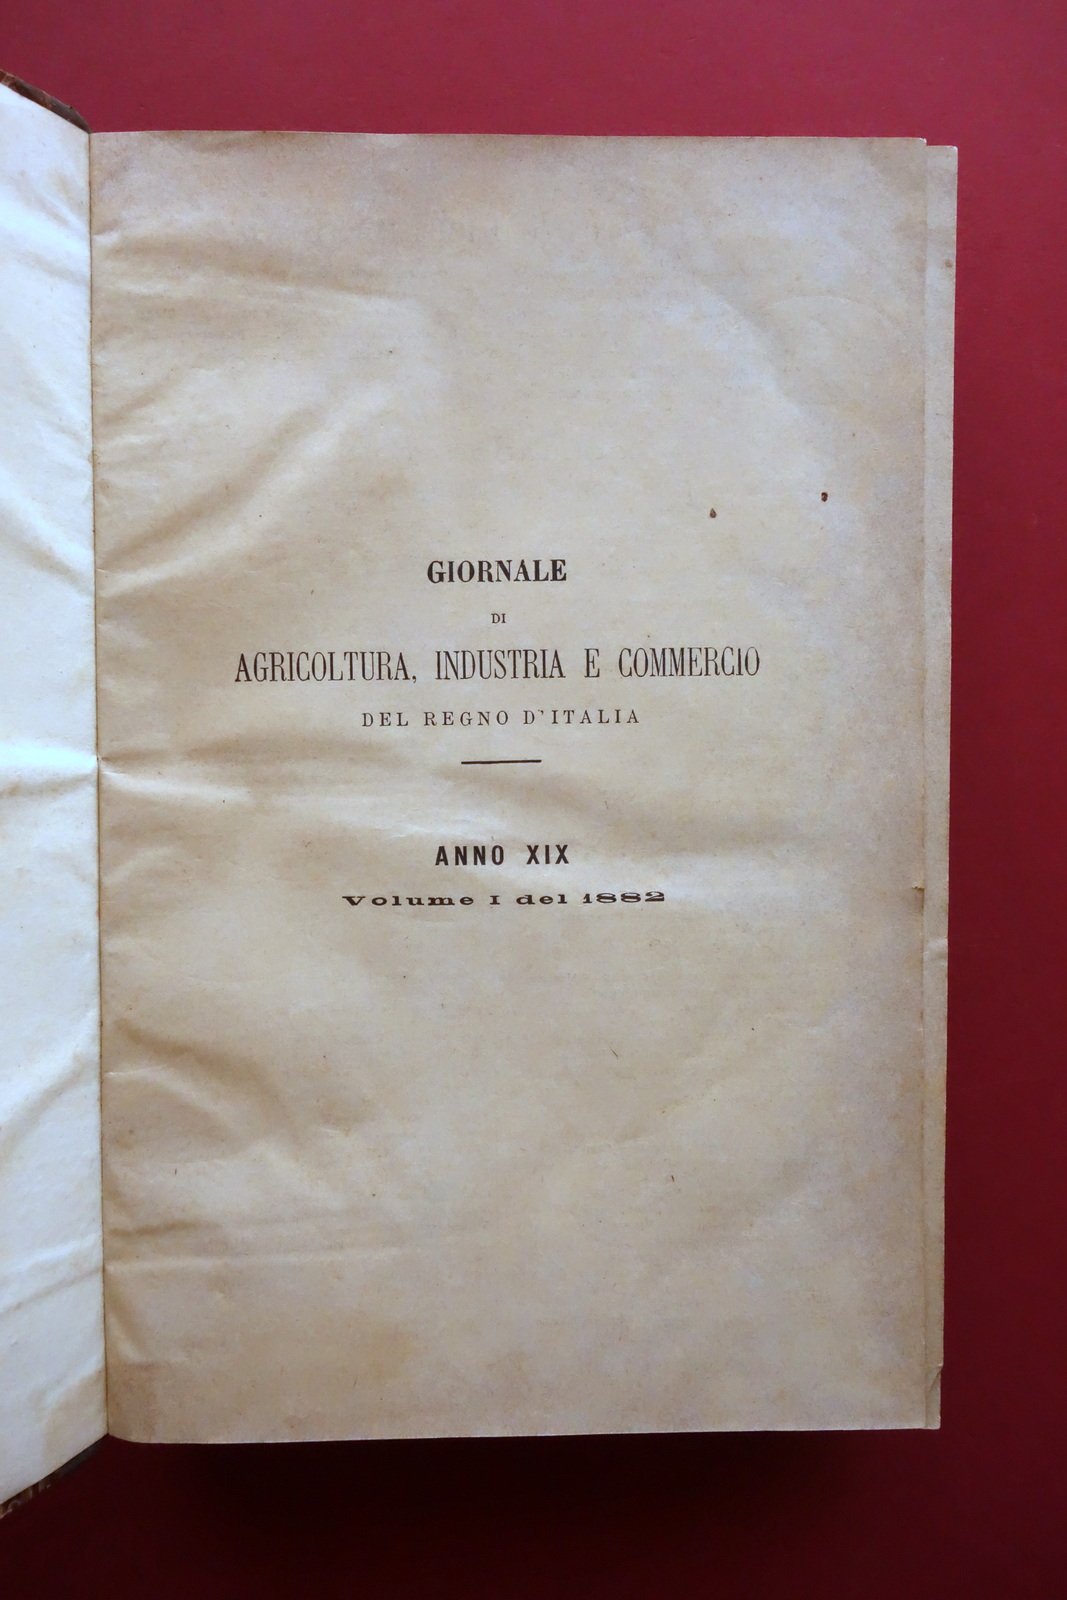 GIORNALE
DI
AGRICOLTURA, INDUSTRIA E COMMERCIO
DEL REGNO D'ITALIA
ANNO XIX
Volume I del 1882